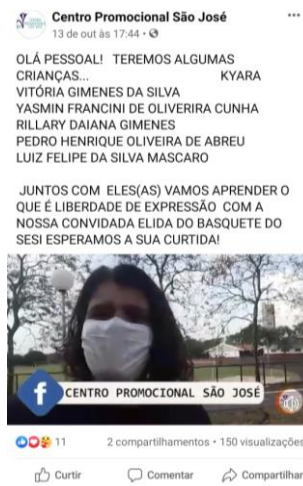 Centro Promocional São José
13 de out às 17:44 •
OLÁ PESSOAL! TEREMOS ALGUMAS
CRIANÇAS... KYARA
VITÓRIA GIMENES DA SILVA
YASMIN FRANCINI DE OLIVERIRA CUNHA
RILLARY DAIANA GIMENES
PEDRO HENRIQUE OLIVEIRA DE ABREU
LUIZ FELIPE DA SILVA MASCARO
JUNTOS COM ELES(AS) VAMOS APRENDER O
QUE É LIBERDADE DE EXPRESSÃO COM A
NOSSA CONVIDADA ELIDA DO BASQUETE DO
SESI ESPERAMOS A SUA CURTIDA!
f CENTRO PROMOCIONAL SÃO JOSÉ
11 2 compartilhamentos • 150 visualizações
Curtir Comentar Compartilhar